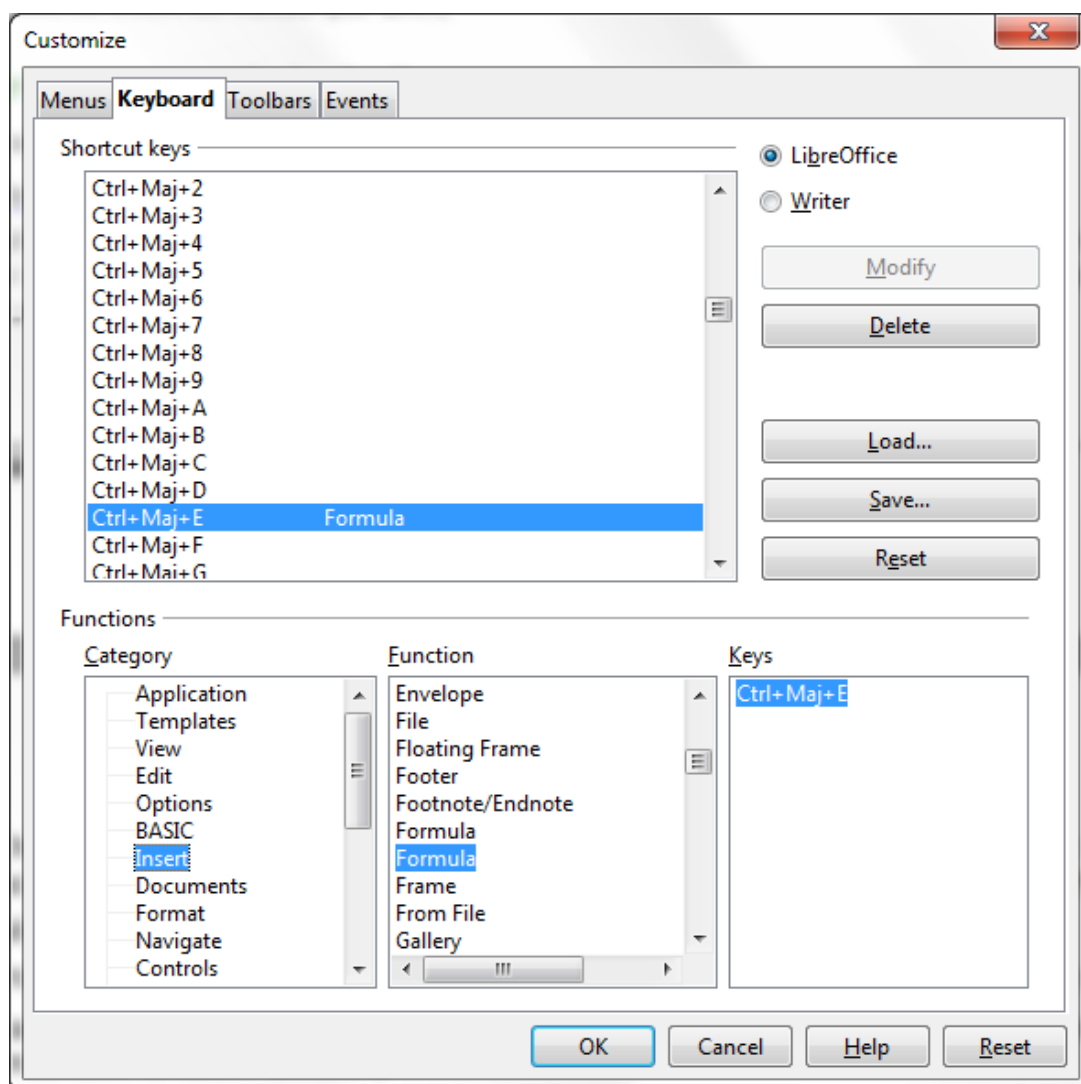 Customize
Menus Keyboard Toolbars Events
Shortcut keys
LibreOffice
Writer
Ctrl+Maj+2
Ctrl+Maj+3
Ctrl+Maj+4
Ctrl+Maj+5
Ctrl+Maj+6
Ctrl+Maj+7
Ctrl+Maj+8
Ctrl+Maj+9
Ctrl+Maj+A
Ctrl+Maj+B
Ctrl+Maj+C
Ctrl+Maj+D
Ctrl+Maj+E Formula
Ctrl+Maj+F
Ctrl+Maj+G
Modify
Delete
Load...
Save...
Reset
Functions
Category
Application
Templates
View
Edit
Options
BASIC
Insert
Documents
Format
Navigate
Controls
Function
Envelope
File
Floating Frame
Footer
Footnote/Endnote
Formula
Formula
Frame
From File
Gallery
Keys
Ctrl+Maj+E
OK Cancel Help Reset